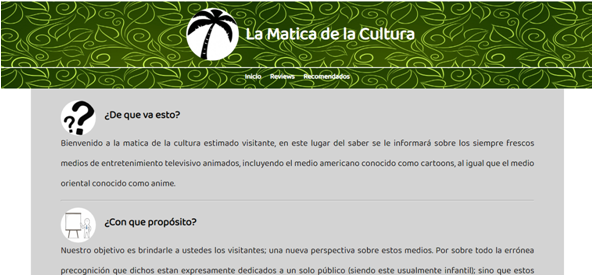 La Matica de la Cultura
Inicio Reviews Recomendados
¿De que va esto?
Bienvenido a la matica de la cultura estimado visitante, en este lugar del saber se le informará sobre los siempre frescos
medios de entretenimiento televisivo animados, incluyendo el medio americano conocido como cartoons, al igual que el medio
oriental conocido como anime.
¿Con que propósito?
Nuestro objetivo es brindarle a ustedes los visitantes; una nueva perspectiva sobre estos medios. Por sobre todo la errónea
precognición que dichos estan expresamente dedicados a un solo público (siendo este usualmente infantil); sino que estos